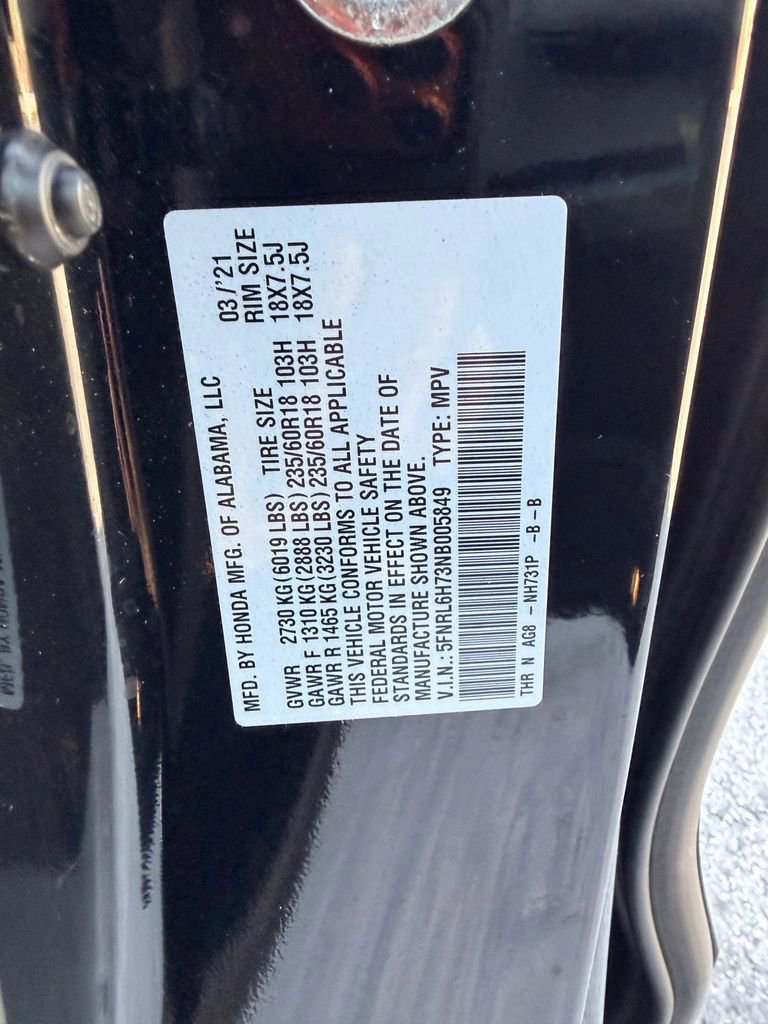 MFD. BY HONDA MFG. OF ALABAMA, LLC 03/'21
GVWR 2730 KG(6019 LBS) TIRE SIZE RIM SIZE
GAWR F 1310 KG(2888 LBS)235/60R18 103H 18X7.5J
GAWR R 1465 KG(3230 LBS)235/60R18 103H 18X7.5J
THIS VEHICLE CONFORMS TO ALL APPLICABLE
FEDERAL MOTOR VEHICLE SAFETY
STANDARDS IN EFFECT ON THE DATE OF
MANUFACTURE SHOWN ABOVE.
V.I.N.: 5FNRL6H73NB005849 TYPE: MPV
THR N AG8 - NH731P -B-B